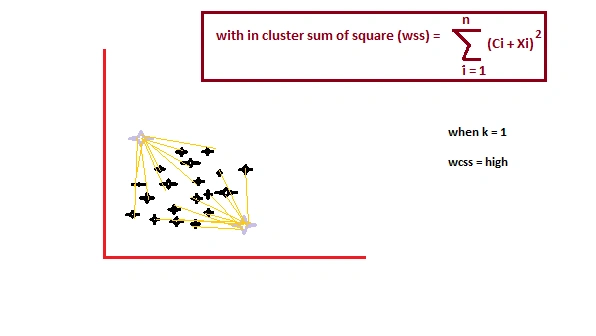 with in cluster sum of square (wss) = n ∑ i = 1 (Ci + Xi)²
when k = 1
wcss = high